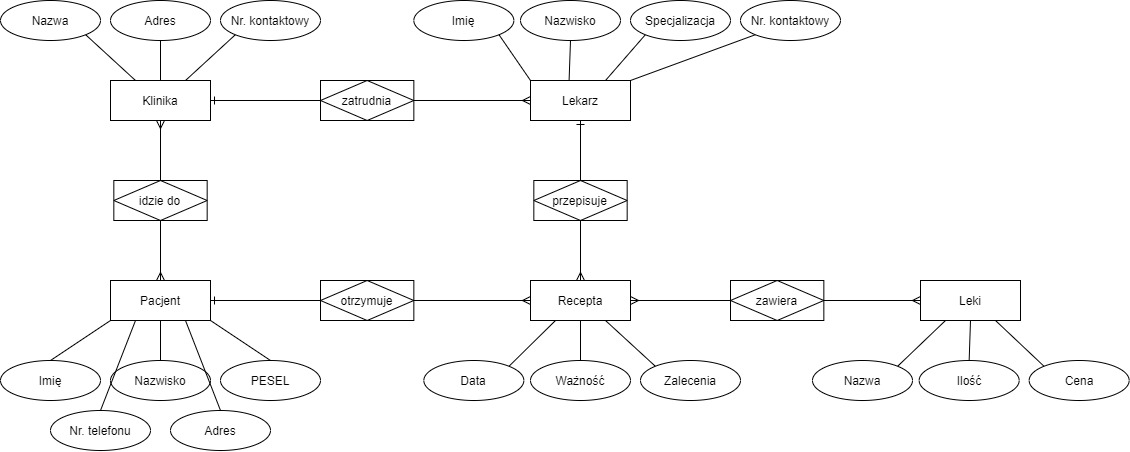 Nazwa
Adres
Nr. kontaktowy
Imię
Nazwisko
Specjalizacja
Nr. kontaktowy
Klinika
zatrudnia
Lekarz
idzie do
przepisuje
Pacjent
otrzymuje
Recepta
zawiera
Leki
Imię
Nazwisko
PESEL
Data
Ważność
Zalecenia
Nazwa
Ilość
Cena
Nr. telefonu
Adres